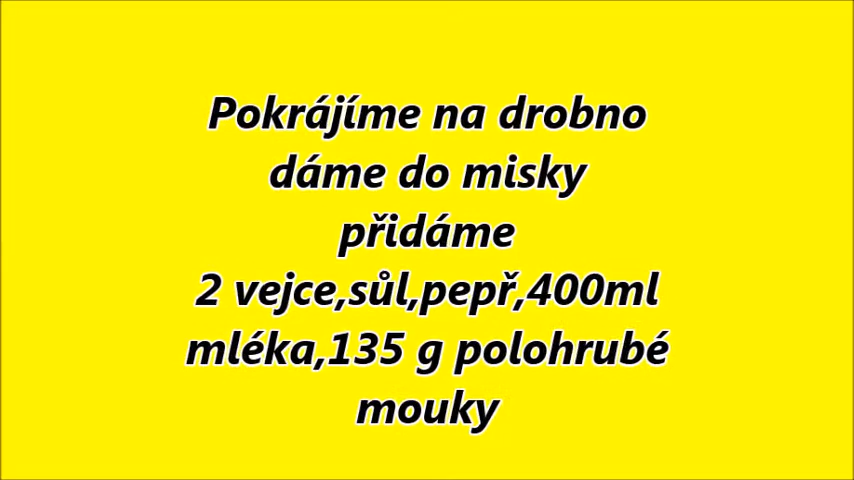 Pokrájíme na drobno
dáme do misky
přidáme
2 vejce,sůl,pepř,400ml
mléka,135 g polohrubé
mouky